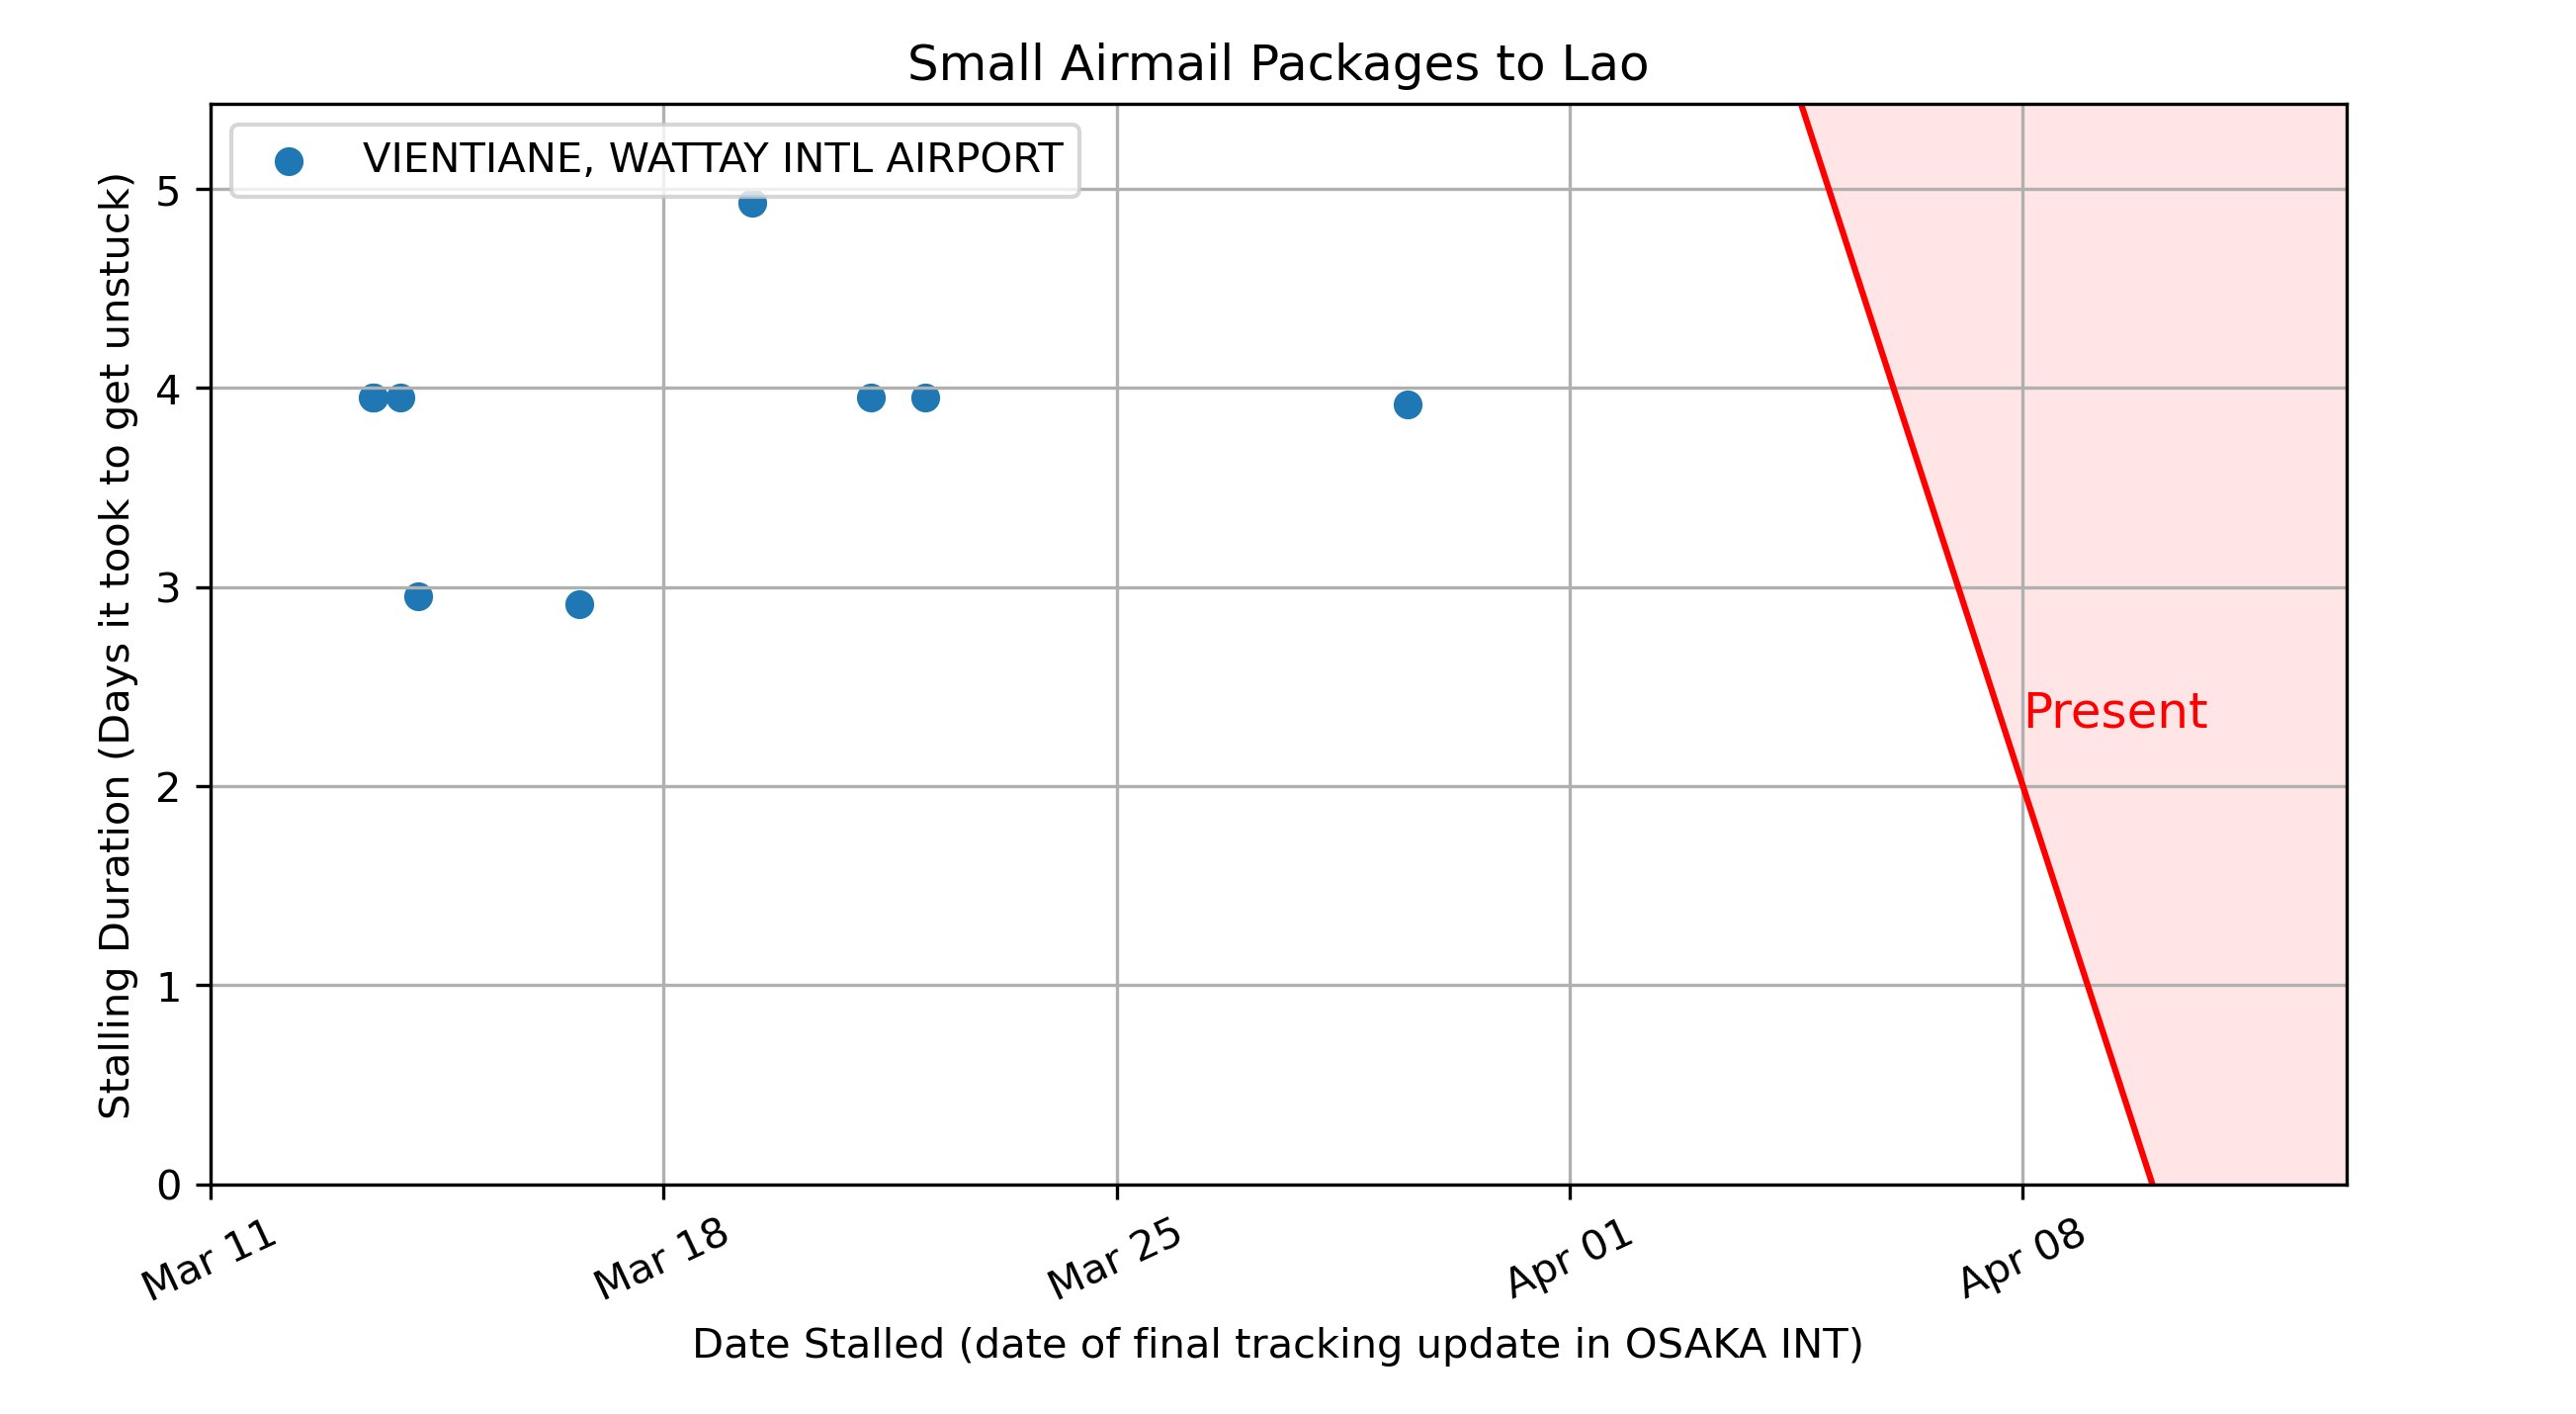 Small Airmail Packages to Lao
VIENTIANE, WATTAY INTL AIRPORT
Stalling Duration (Days it took to get unstuck)
5
4
3
2
1
0
Present
Mar 11
Mar 18
Mar 25
Apr 01
Apr 08
Date Stalled (date of final tracking update in OSAKA INT)